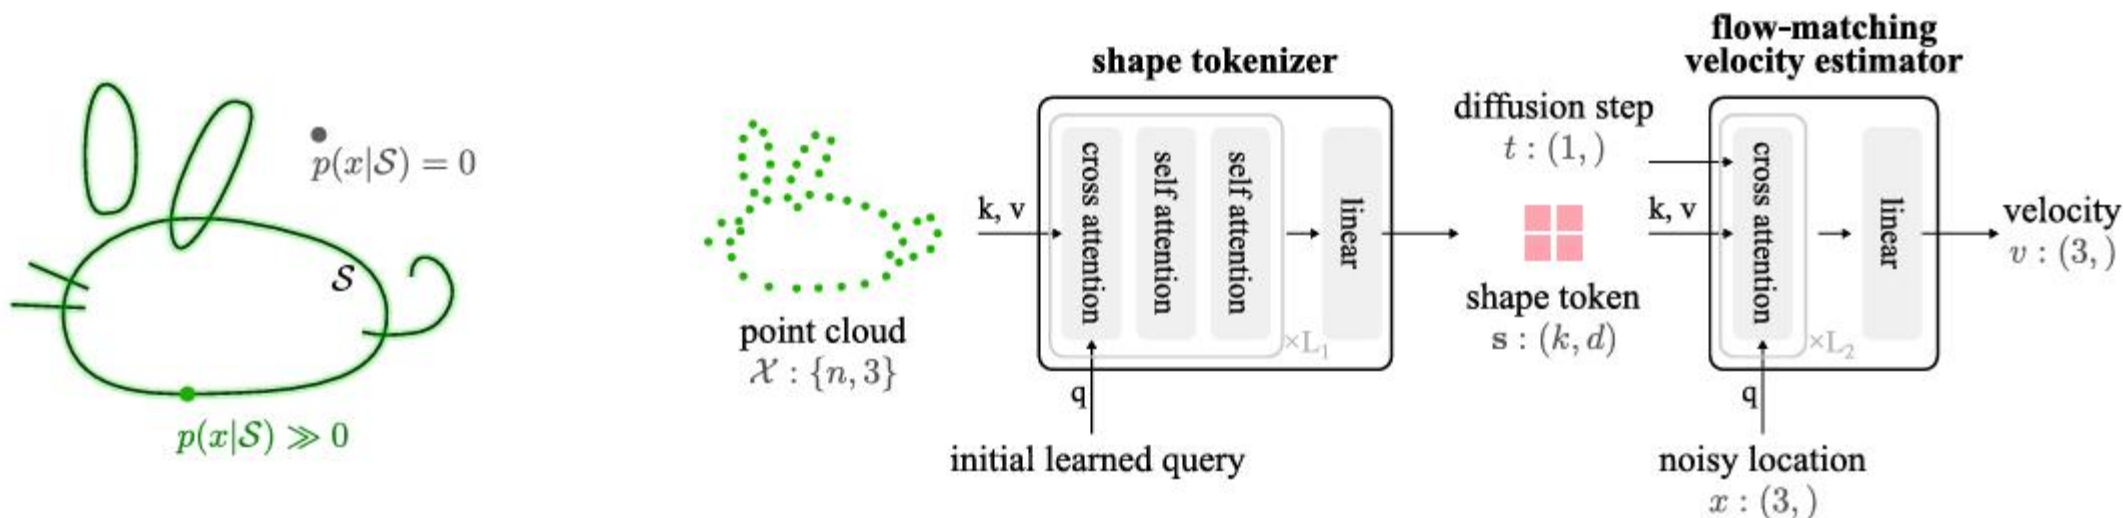 p(x|S) = 0
S
p(x|S) ≫ 0
point cloud
X : {n, 3}
k, v
shape tokenizer
cross attention
self attention
self attention
×L₁
linear
q
initial learned query
diffusion step
t : (1, )
shape token
s : (k, d)
k, v
flow-matching
velocity estimator
cross attention
×L₂
linear
q
noisy location
x : (3, )
velocity
v : (3, )